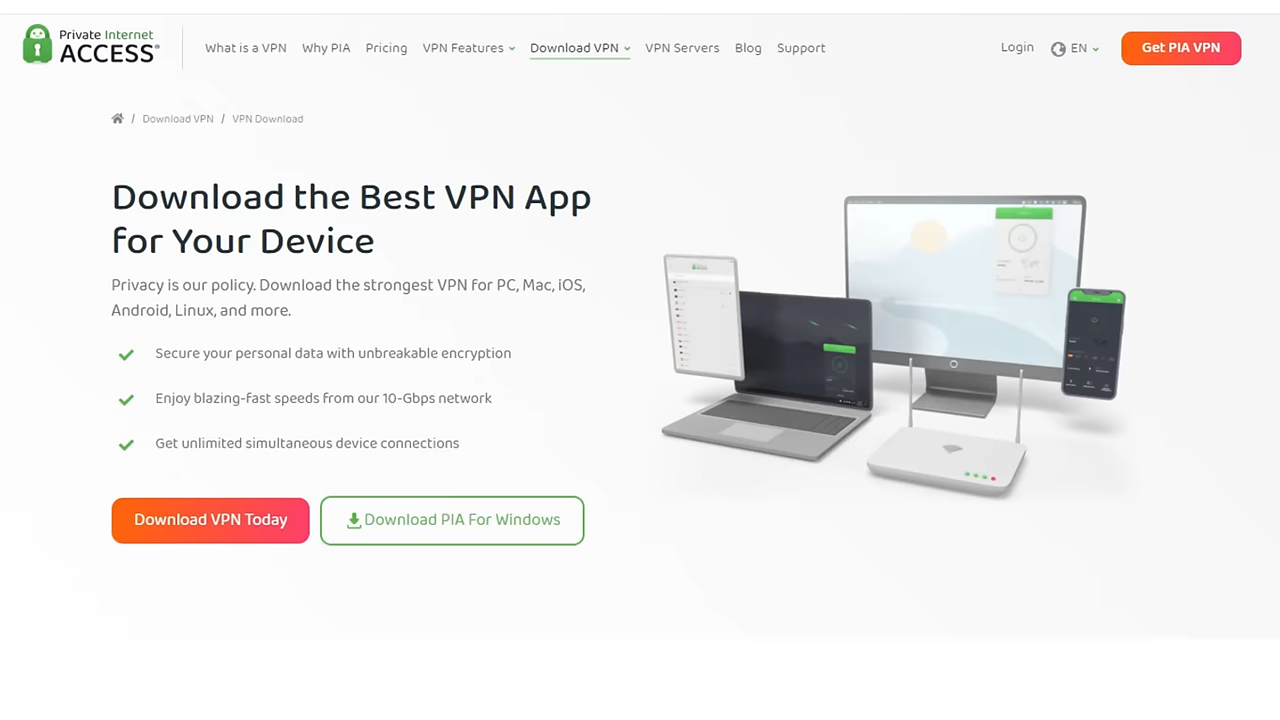 Private Internet
ACCESS®
What is a VPN
Why PIA
Pricing
VPN Features
Download VPN
VPN Servers
Blog
Support
Login
EN
Get PIA VPN
/ Download VPN / VPN Download
Download the Best VPN App
for Your Device
Privacy is our policy. Download the strongest VPN for PC, Mac, iOS,
Android, Linux, and more.
Secure your personal data with unbreakable encryption
Enjoy blazing-fast speeds from our 10-Gbps network
Get unlimited simultaneous device connections
Download VPN Today
Download PIA For Windows